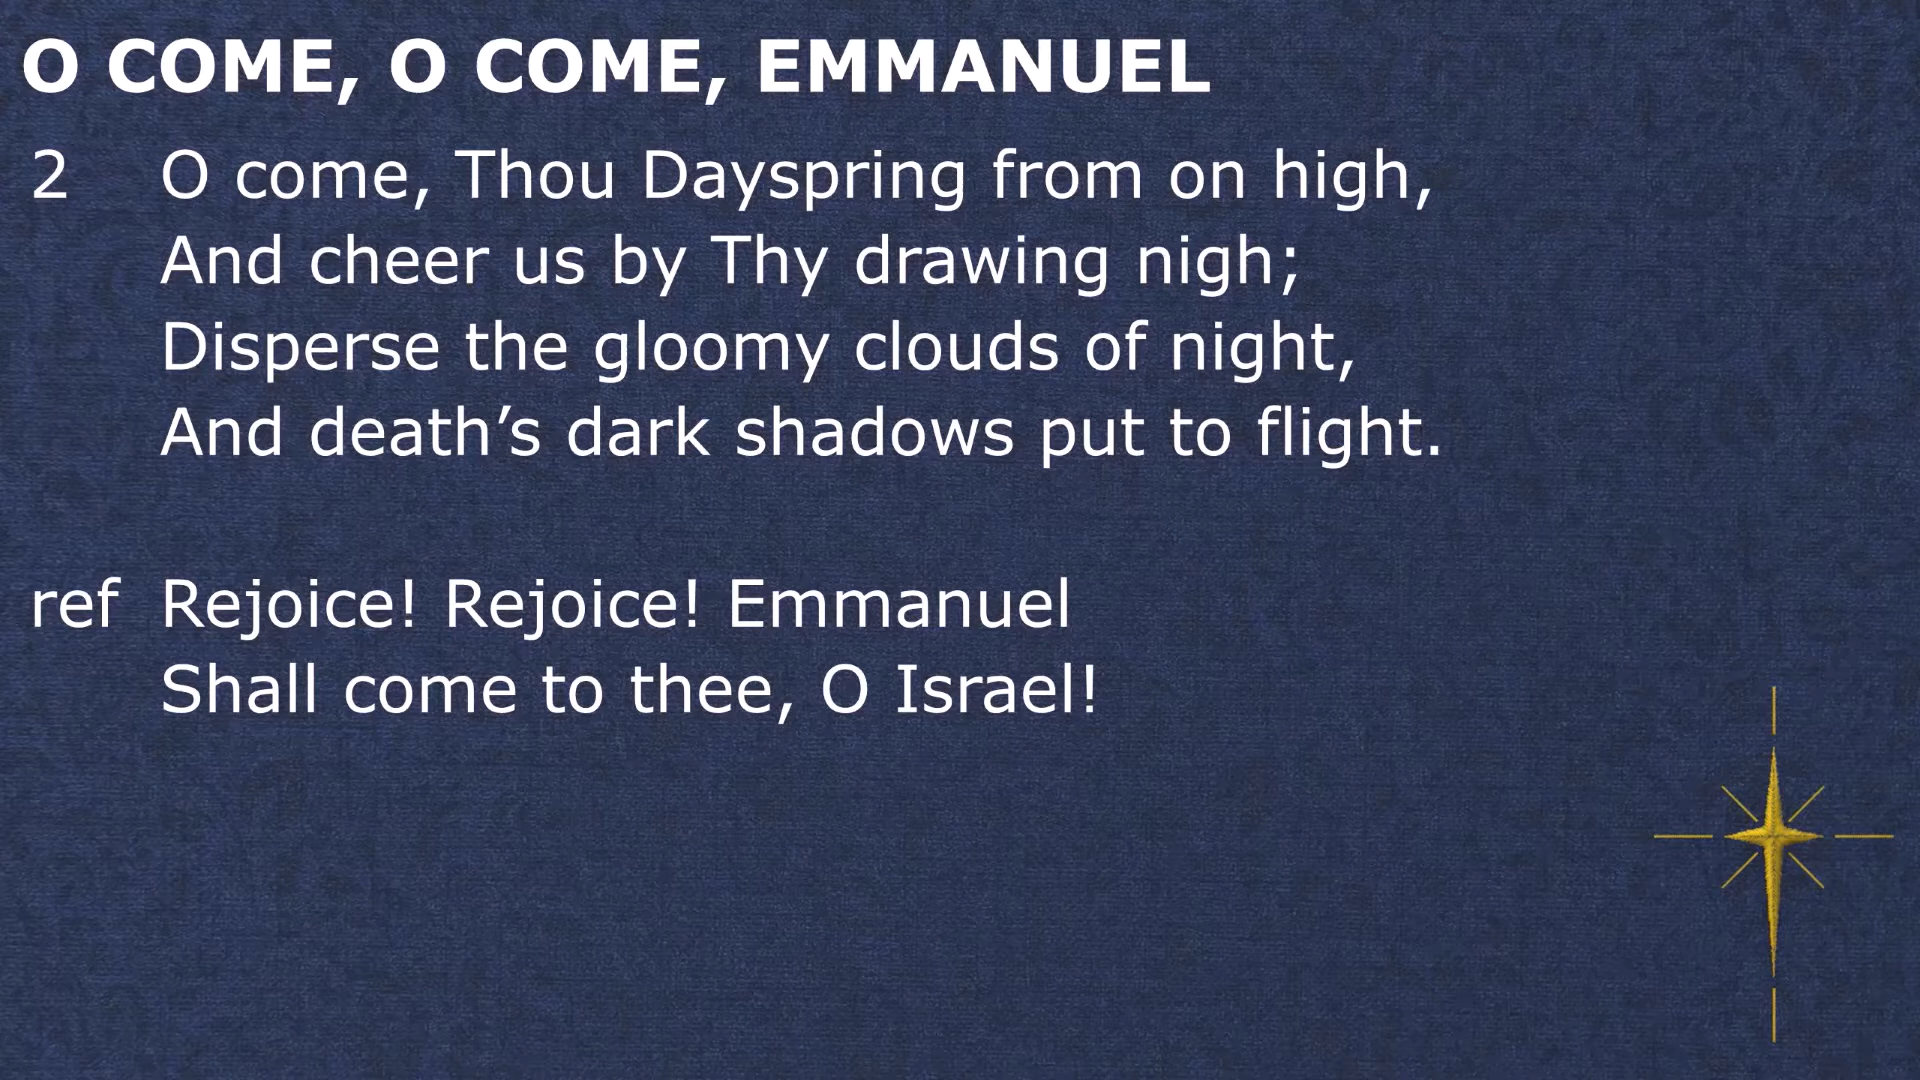 O COME, O COME, EMMANUEL
2 O come, Thou Dayspring from on high,
And cheer us by Thy drawing nigh;
Disperse the gloomy clouds of night,
And death’s dark shadows put to flight.
ref Rejoice! Rejoice! Emmanuel
Shall come to thee, O Israel!